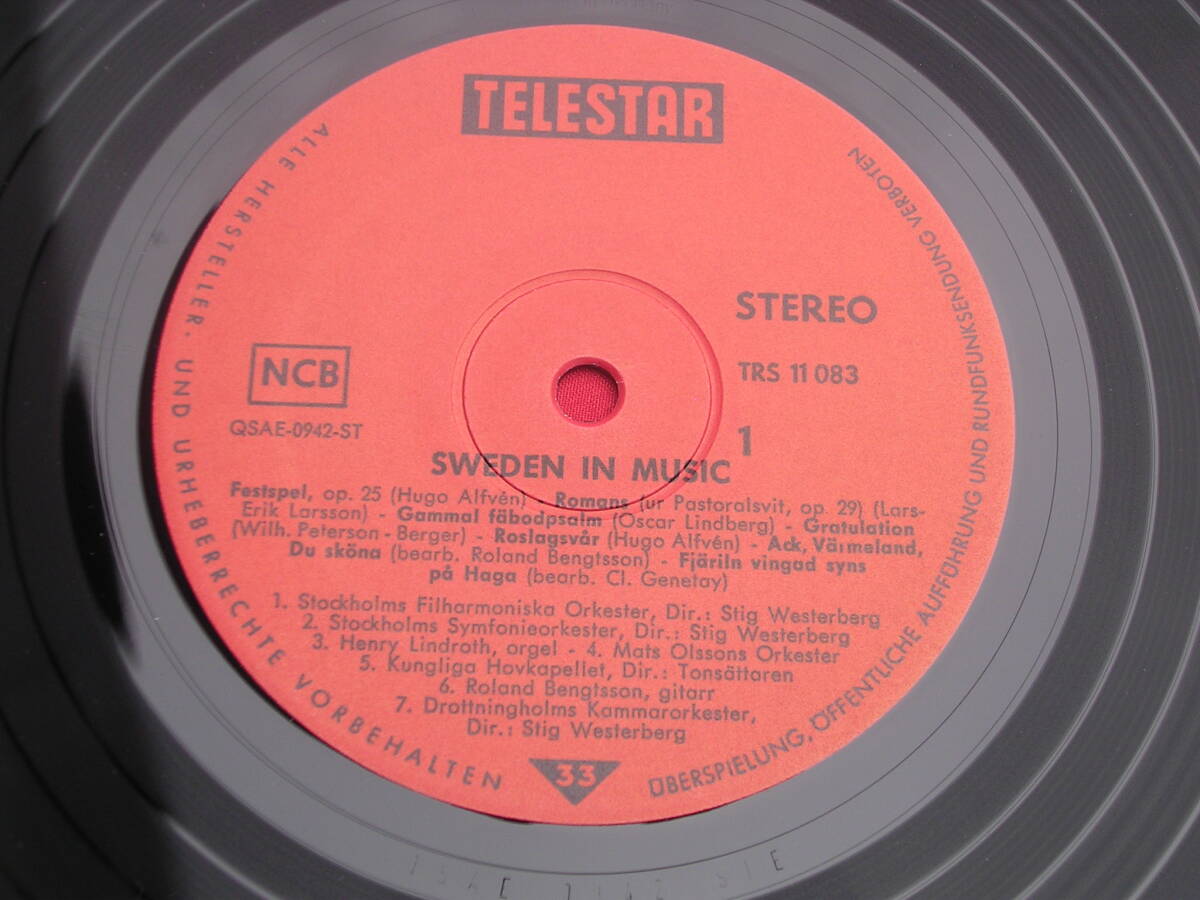 TELESTAR
STEREO
TRS 11 083
1
NCB
QSAE-0942-ST
SWEDEN IN MUSIC
Festspel, op. 25 (Hugo Alfvén) - Romans (ur Pastoralsvit, op. 29) (Lars-
Erik Larsson) - Gammal fäbodpsalm (Oscar Lindberg) - Gratulation
(Wilh. Peterson - Berger) - Roslagsvår (Hugo Alfvén) - Ack, Värmeland,
Du sköna (bearb. Roland Bengtsson) - Fjäriln vingad syns
på Haga (bearb. Cl. Genetay)
1. Stockholms Filharmoniska Orkester, Dir.: Stig Westerberg
2. Stockholms Symfonieorkester, Dir.: Stig Westerberg
3. Henry Lindroth, orgel - 4. Mats Olssons Orkester
5. Kungliga Hovkapellet, Dir.: Tonsättaren
6. Roland Bengtsson, gitarr
7. Drottningholms Kammarorkester,
Dir.: Stig Westerberg
33
ALLE HERSTELLER- UND URHEBERRECHTE VORBEHALTEN
ÜBERSPIELUNG, ÖFFENTLICHE AUFFÜHRUNG UND RUNDFUNKSENDUNG VERBOTEN